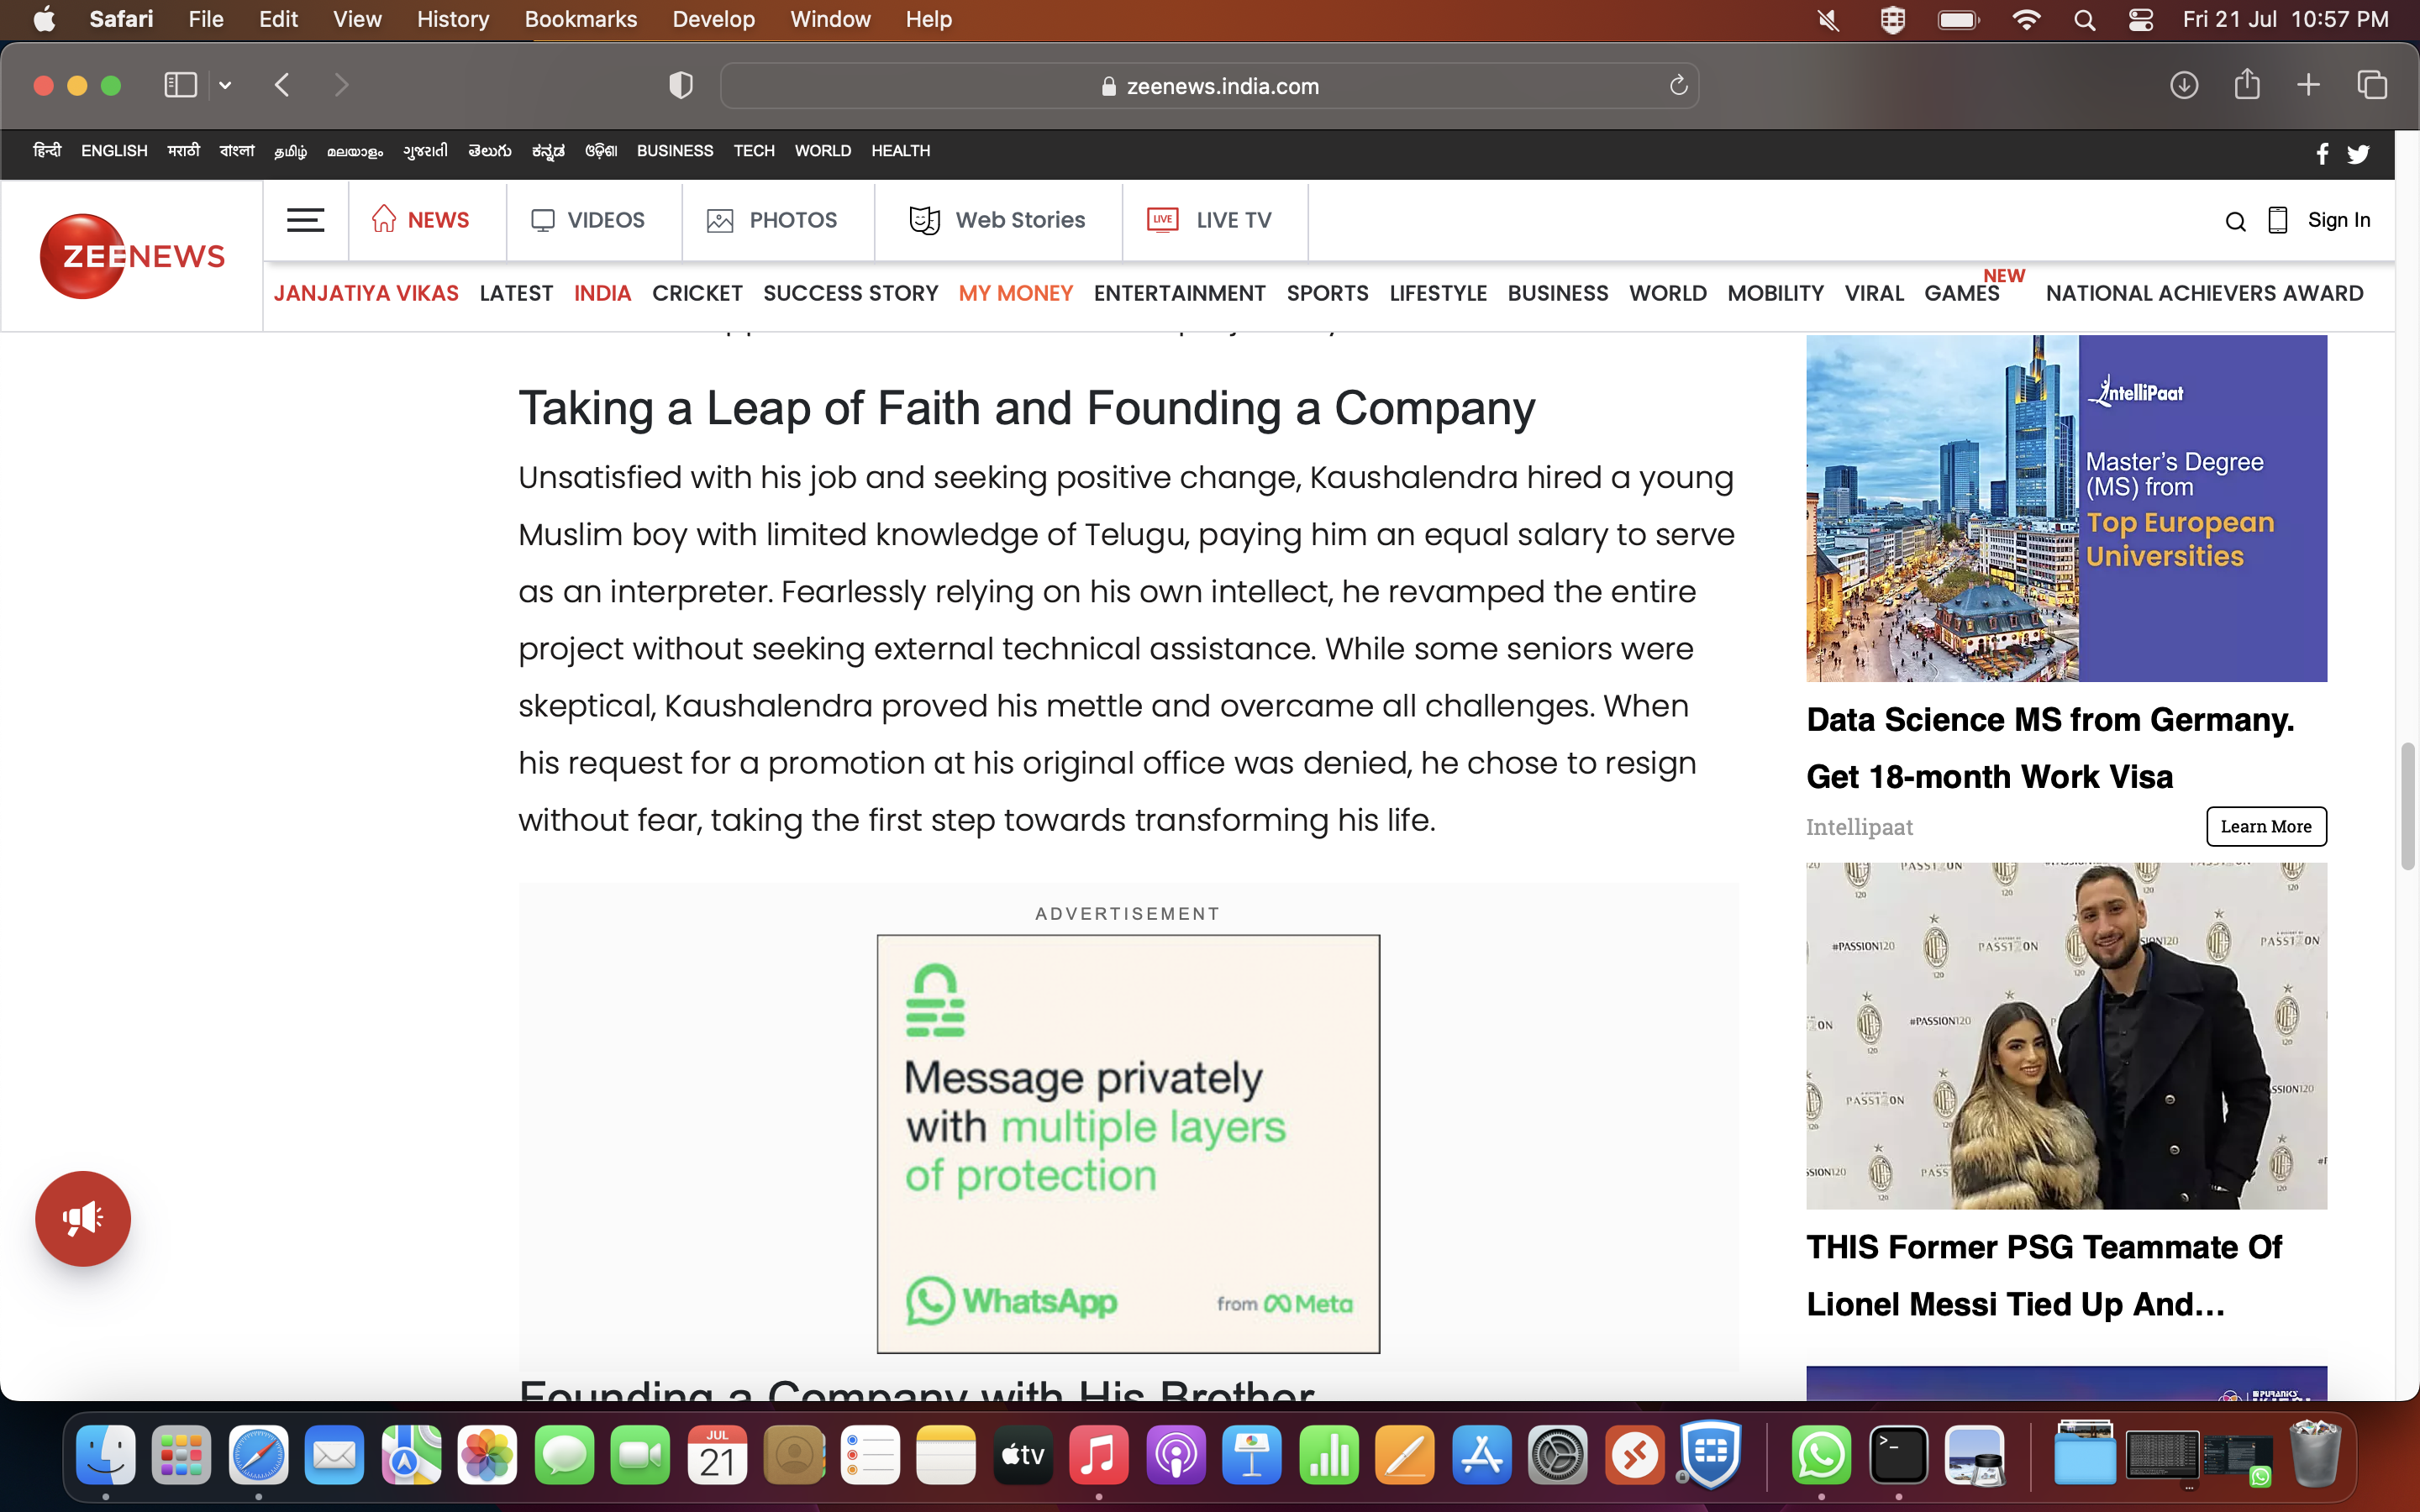 Safari File Edit View History Bookmarks Develop Window Help
Fri 21 Jul 10:57 PM
zeenews.india.com
हिन्दी ENGLISH मराठी বাংলা தமிழ் മലയാളം ગુજરાતી తెలుగు ಕನ್ನಡ ଓଡ଼ିଶା BUSINESS TECH WORLD HEALTH
ZEENEWS
NEWS VIDEOS PHOTOS Web Stories LIVE LIVE TV
Sign In
JANJATIYA VIKAS LATEST INDIA CRICKET SUCCESS STORY MY MONEY ENTERTAINMENT SPORTS LIFESTYLE BUSINESS WORLD MOBILITY VIRAL GAMES NEW NATIONAL ACHIEVERS AWARD
Taking a Leap of Faith and Founding a Company
Unsatisfied with his job and seeking positive change, Kaushalendra hired a young
Muslim boy with limited knowledge of Telugu, paying him an equal salary to serve
as an interpreter. Fearlessly relying on his own intellect, he revamped the entire
project without seeking external technical assistance. While some seniors were
skeptical, Kaushalendra proved his mettle and overcame all challenges. When
his request for a promotion at his original office was denied, he chose to resign
without fear, taking the first step towards transforming his life.
ADVERTISEMENT
Message privately
with multiple layers
of protection
WhatsApp
from Meta
Founding a Company with His Brother
IntelliPaat
Master's Degree
(MS) from
Top European
Universities
Data Science MS from Germany.
Get 18-month Work Visa
Intellipaat
Learn More
#PASSION120
PASS120N
#PASSION120
PASS120N
THIS Former PSG Teammate Of
Lionel Messi Tied Up And...
JUL
21
tv